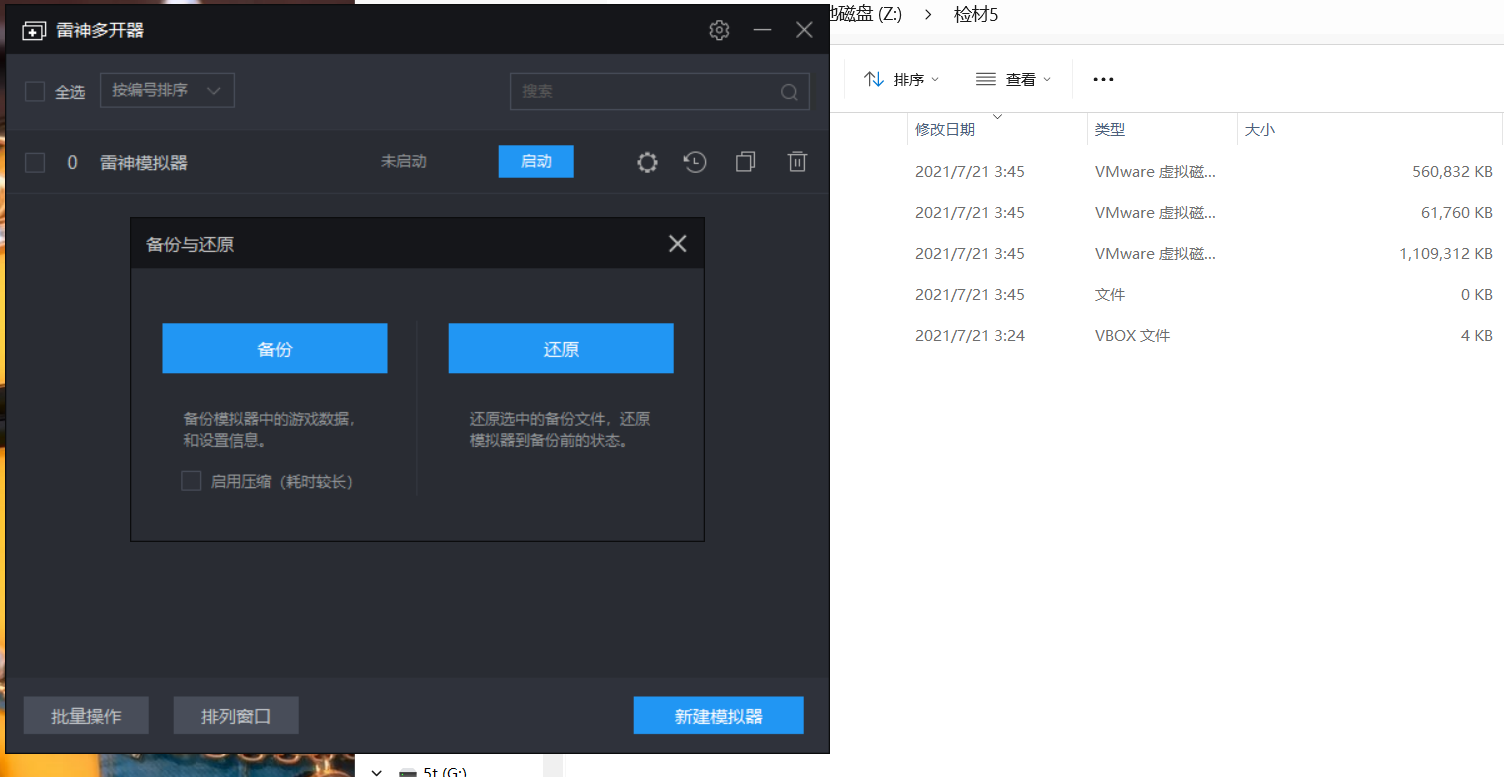 雷神多开器
全选
按编号排序
搜索
0 雷神模拟器 未启动 启动
备份与还原
备份
还原
备份模拟器中的游戏数据,
和设置信息。
启用压缩（耗时较长）
还原选中的备份文件，还原
模拟器到备份前的状态。
批量操作
排列窗口
新建模拟器
磁盘 (Z:) > 检材5
排序
查看
修改日期 类型 大小
2021/7/21 3:45 VMware 虚拟磁... 560,832 KB
2021/7/21 3:45 VMware 虚拟磁... 61,760 KB
2021/7/21 3:45 VMware 虚拟磁... 1,109,312 KB
2021/7/21 3:45 文件 0 KB
2021/7/21 3:24 VBOX 文件 4 KB
5t (G:)